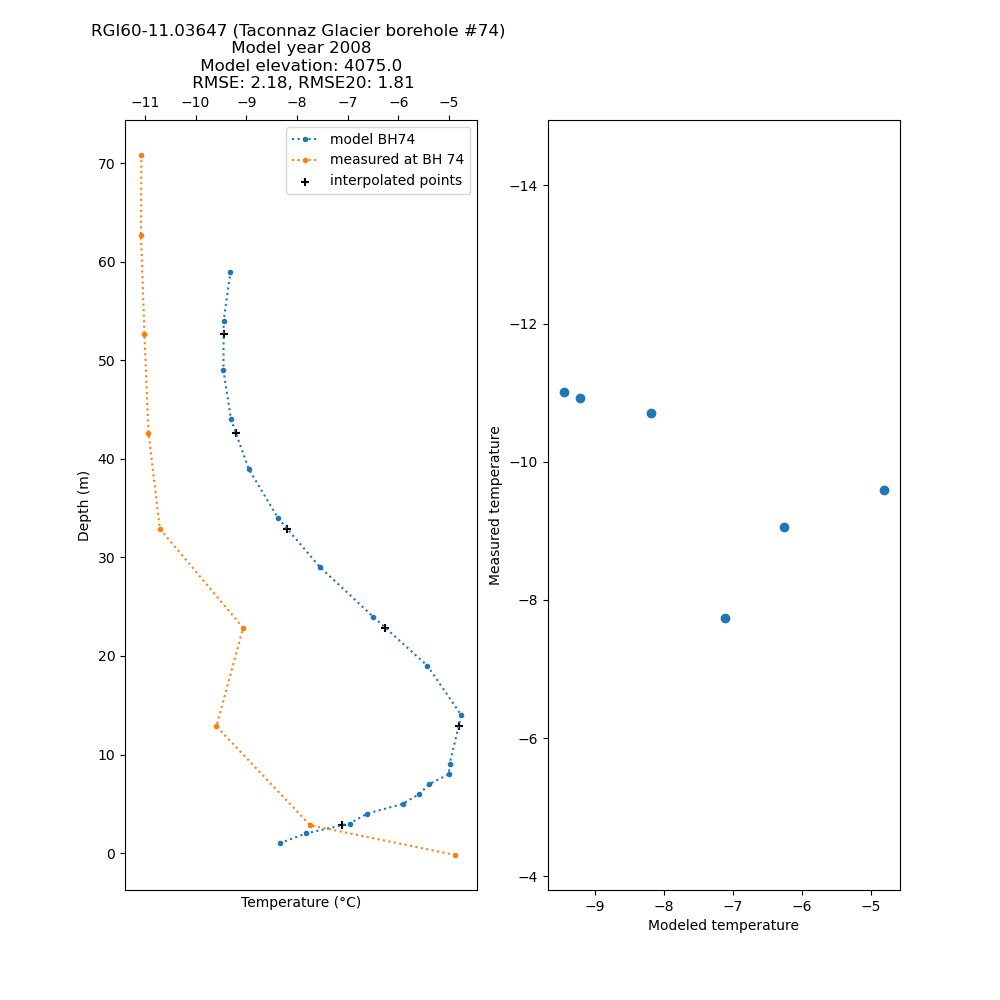 RGI60-11.03647 (Taconnaz Glacier borehole #74)
Model year 2008
Model elevation: 4075.0
RMSE: 2.18, RMSE20: 1.81
−11 −10 −9 −8 −7 −6 −5
model BH74
measured at BH 74
interpolated points
70
60
50
40
30
20
10
0
Depth (m)
Temperature (°C)
−14
−12
−10
−8
−6
−4
Measured temperature
−9 −8 −7 −6 −5
Modeled temperature